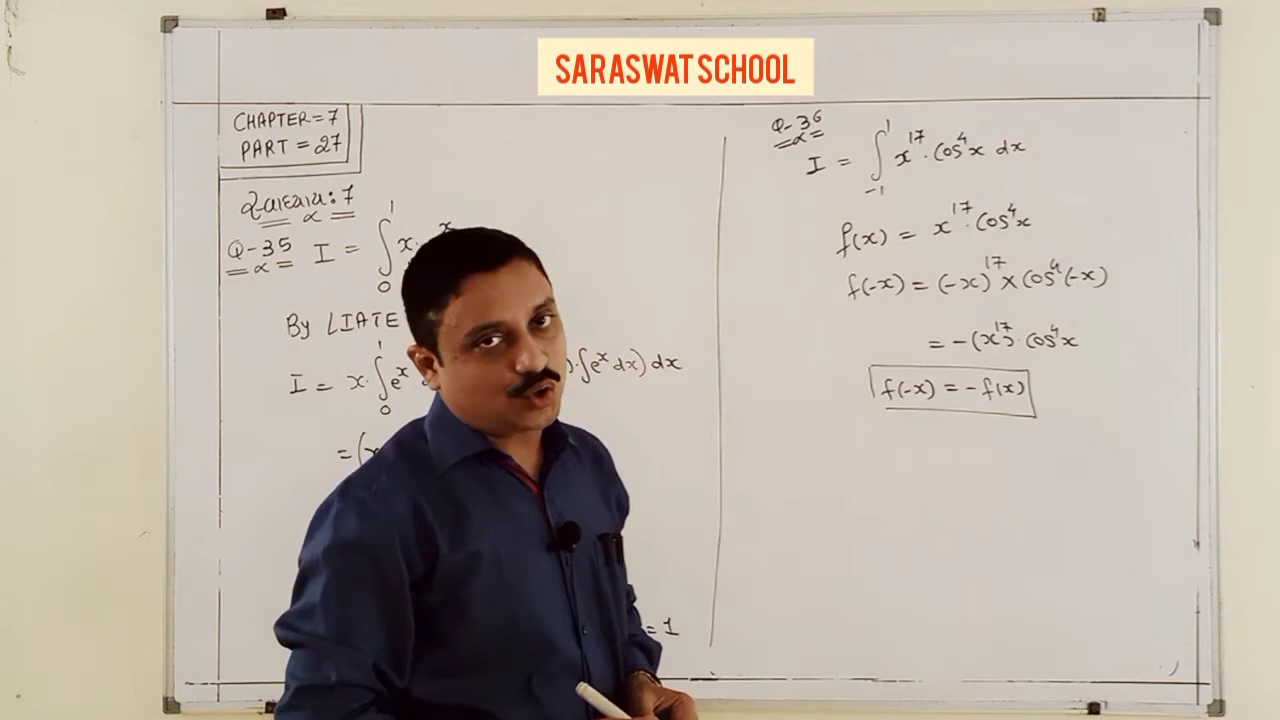 SARASWAT SCHOOL
CHAPTER=7
PART = 27
સ્વાધ્યાય:7
Q-35 I = ∫₀¹ x·
By LIATE
I = x·∫₀¹ eˣ ·∫eˣ dx) dx
=(x
=1
Q-36
I = ∫₋₁¹ x¹⁷·cos⁴x dx
f(x) = x¹⁷·cos⁴x
f(-x) = (-x)¹⁷×cos⁴(-x)
= -(x¹⁷)·cos⁴x
f(-x) = -f(x)